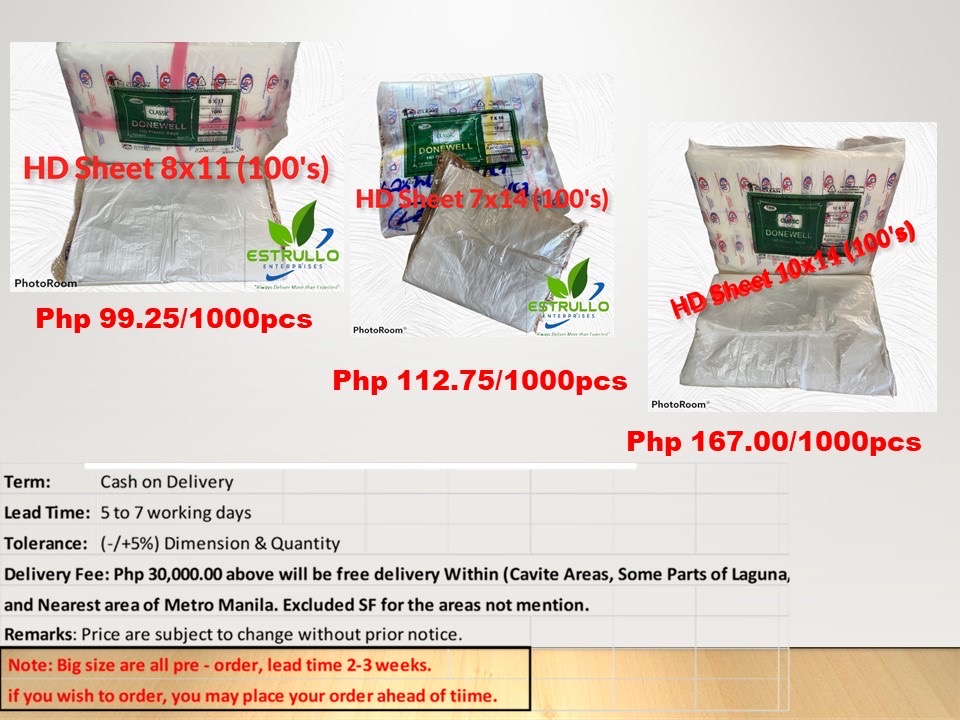 CLASSIC
DONEWELL
HD Sheet 8x11 (100's)
ESTRULLO
ENTERPRISES
"Always Deliver More than Expected"
PhotoRoom
Php 99.25/1000pcs
CLASSIC
DONEWELL
HD Sheet 7x14 (100's)
ESTRULLO
ENTERPRISES
"Always Deliver More than Expected"
PhotoRoom
Php 112.75/1000pcs
CLASSIC
DONEWELL
HD Sheet 10x14 (100's)
PhotoRoom
Php 167.00/1000pcs
Term: Cash on Delivery
Lead Time: 5 to 7 working days
Tolerance: (-/+5%) Dimension & Quantity
Delivery Fee: Php 30,000.00 above will be free delivery Within (Cavite Areas, Some Parts of Laguna,
and Nearest area of Metro Manila. Excluded SF for the areas not mention.
Remarks: Price are subject to change without prior notice.
Note: Big size are all pre - order, lead time 2-3 weeks.
if you wish to order, you may place your order ahead of tiime.